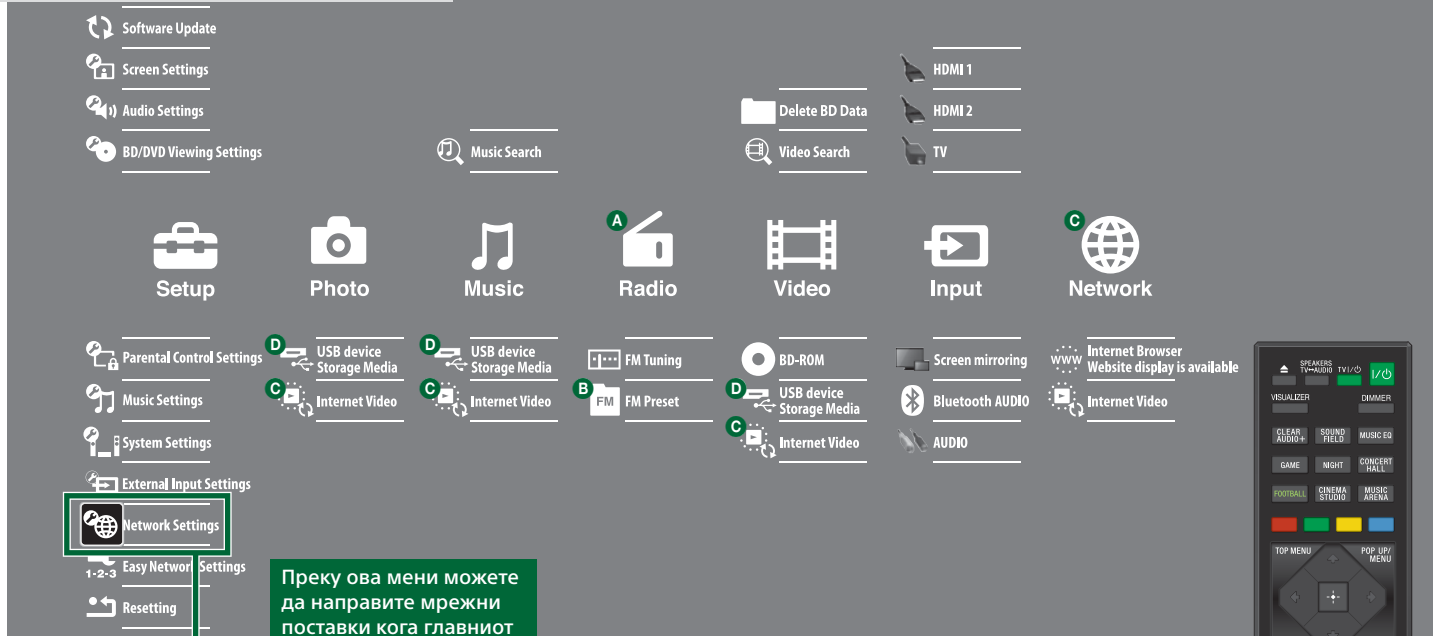 Software Update
Screen Settings
Audio Settings
BD/DVD Viewing Settings
Music Search
Delete BD Data
Video Search
HDMI 1
HDMI 2
TV
A
C
Setup
Photo
Music
Radio
Video
Input
Network
Parental Control Settings
Music Settings
System Settings
External Input Settings
Network Settings
1-2-3 Easy Network Settings
Resetting
D USB device
Storage Media
C Internet Video
D USB device
Storage Media
C Internet Video
FM Tuning
B FM FM Preset
BD-ROM
D USB device
Storage Media
C Internet Video
Screen mirroring
Bluetooth AUDIO
AUDIO
www Internet Browser
Website display is available
Internet Video
Преку ова мени можете
да направите мрежни
поставки кога главниот
SPEAKERS
TV↔AUDIO TV I/⏻ I/⏻
VISUALIZER DIMMER
CLEAR
AUDIO+
SOUND
FIELD
MUSIC EQ
GAME NIGHT
CONCERT
HALL
FOOTBALL
CINEMA
STUDIO
MUSIC
ARENA
TOP MENU
POP UP/
MENU